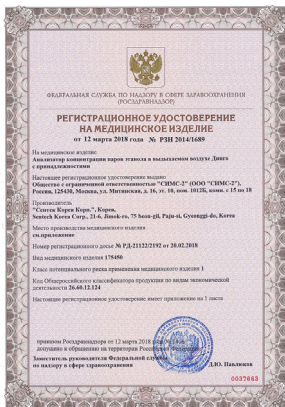 ФЕДЕРАЛЬНАЯ СЛУЖБА ПО НАДЗОРУ В СФЕРЕ ЗДРАВООХРАНЕНИЯ
(РОСЗДРАВНАДЗОР)
РЕГИСТРАЦИОННОЕ УДОСТОВЕРЕНИЕ
НА МЕДИЦИНСКОЕ ИЗДЕЛИЕ
от 12 марта 2018 года № РЗН 2014/1689
На медицинское изделие
Анализатор концентрации паров этанола в выдыхаемом воздухе Динго
с принадлежностями
Настоящее регистрационное удостоверение выдано
Общество с ограниченной ответственностью "СИМС-2" (ООО "СИМС-2"),
Россия, 125430, Москва, ул. Митинская, д. 16, эт. 10, пом. 1012Б, комн. с 15 по 18
Производитель
"Сентек Корея Корп.", Корея,
Sentech Korea Corp., 21-6, Jimok-ro, 75 beon-gil, Paju-si, Gyeonggi-do, Korea
Место производства медицинского изделия
см.приложение
Номер регистрационного досье № РД-21122/2192 от 20.02.2018
Вид медицинского изделия 175450
Класс потенциального риска применения медицинского изделия 1
Код Общероссийского классификатора продукции по видам экономической
деятельности 26.60.12.124
Настоящее регистрационное удостоверение имеет приложение на 1 листе
приказом Росздравнадзора от 12 марта 2018 года №
допущено к обращению на территории Российской Федерации.
Заместитель руководителя Федеральной службы
по надзору в сфере здравоохранения
Д.Ю. Павлюков
0037663